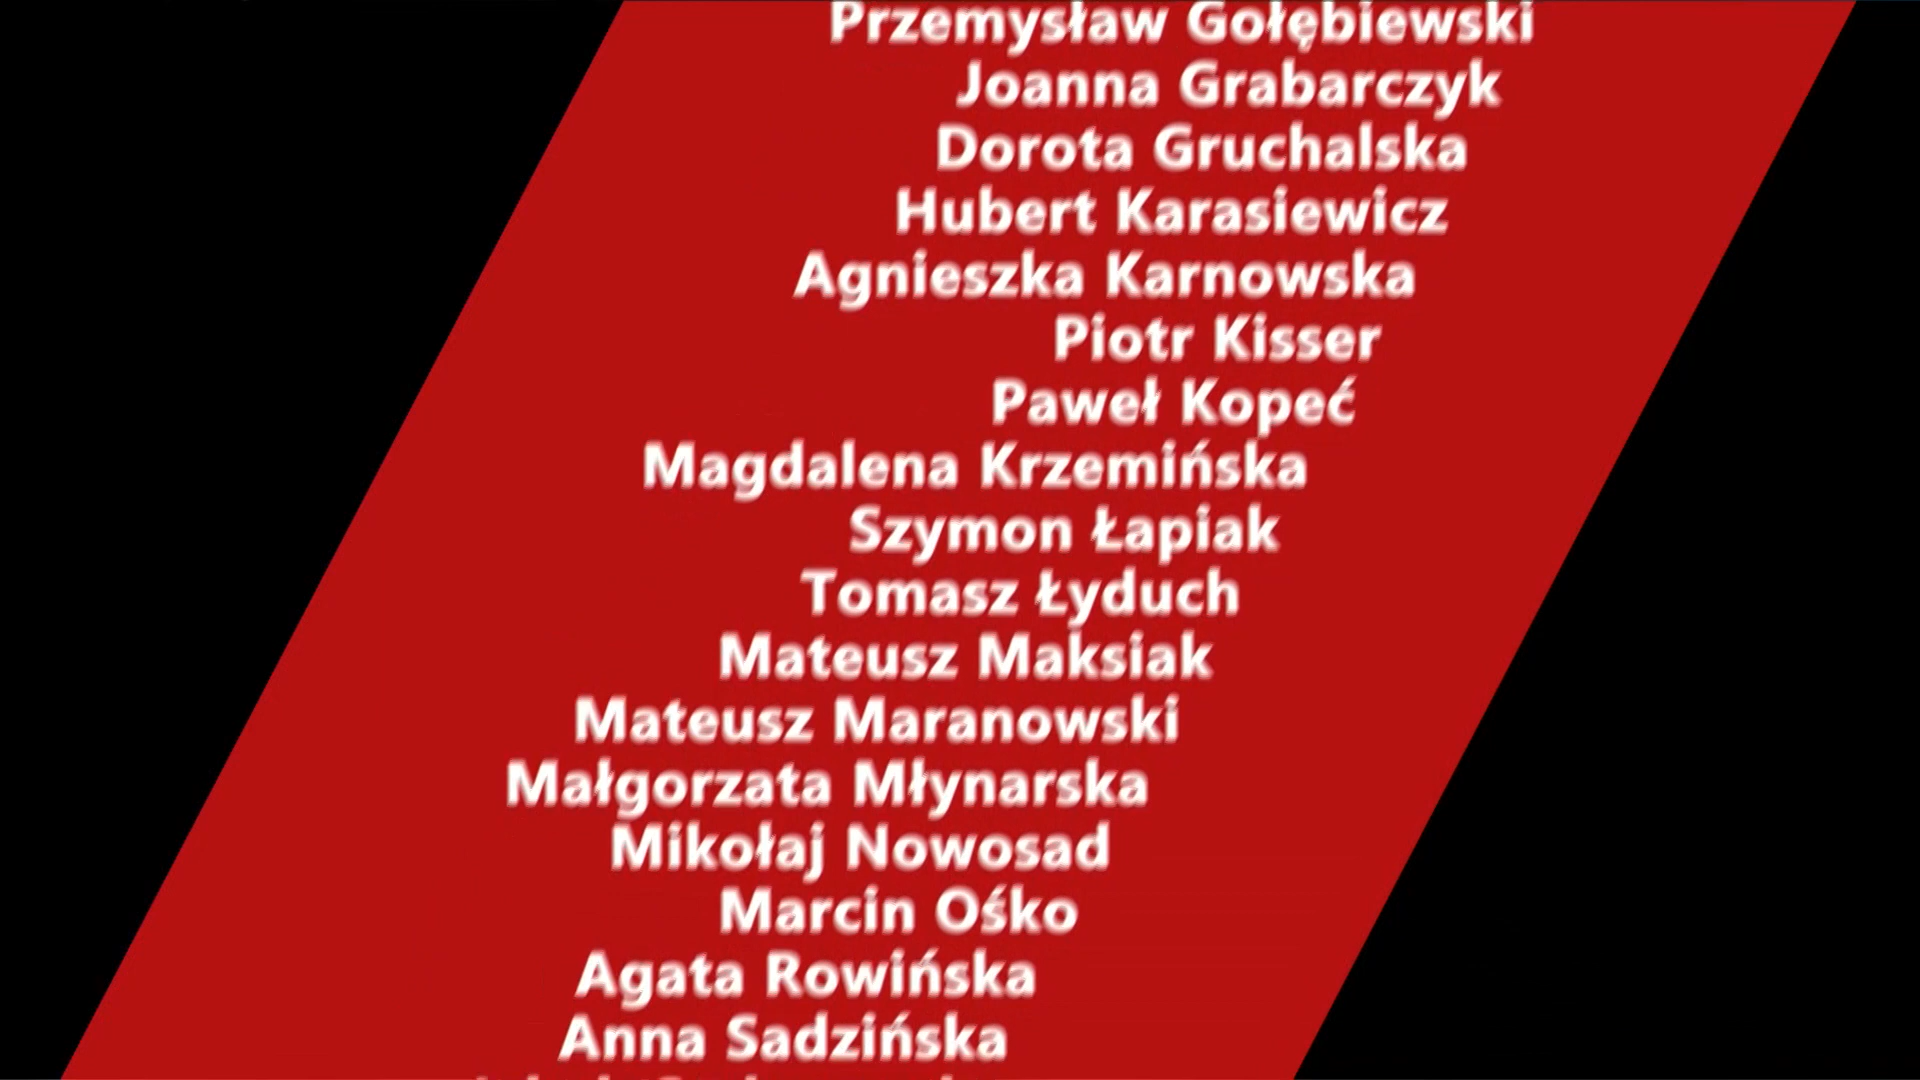 Przemysław Gołębiewski
Joanna Grabarczyk
Dorota Gruchalska
Hubert Karasiewicz
Agnieszka Karnowska
Piotr Kisser
Paweł Kopeć
Magdalena Krzemińska
Szymon Łapiak
Tomasz Łyduch
Mateusz Maksiak
Mateusz Maranowski
Małgorzata Młynarska
Mikołaj Nowosad
Marcin Ośko
Agata Rowińska
Anna Sadzińska